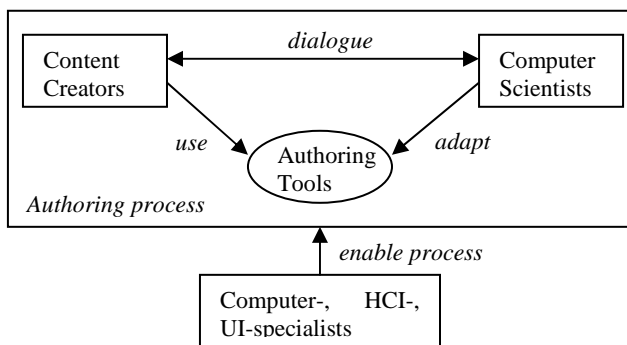 dialogue
Content
Creators
Computer
Scientists
use
adapt
Authoring
Tools
Authoring process
enable process
Computer-, HCI-,
UI-specialists